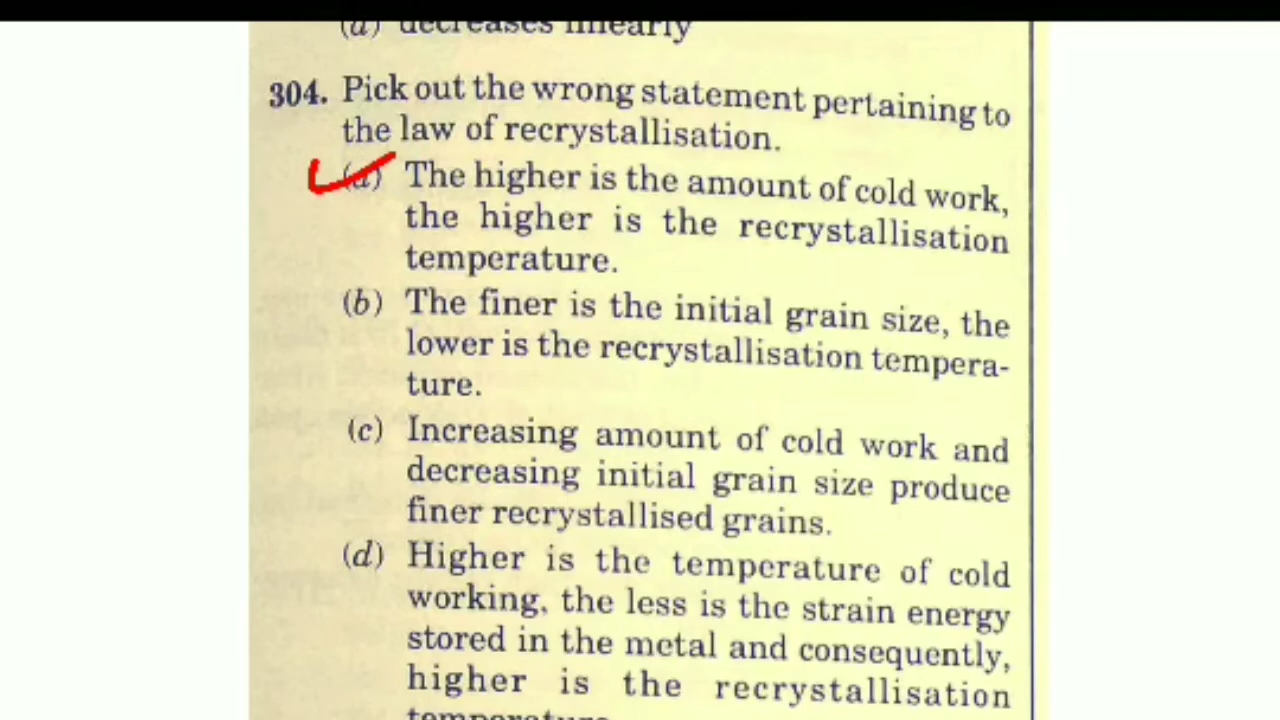 (d) decreases linearly
304. Pick out the wrong statement pertaining to
the law of recrystallisation.
(a) The higher is the amount of cold work,
the higher is the recrystallisation
temperature.
(b) The finer is the initial grain size, the
lower is the recrystallisation tempera-
ture.
(c) Increasing amount of cold work and
decreasing initial grain size produce
finer recrystallised grains.
(d) Higher is the temperature of cold
working, the less is the strain energy
stored in the metal and consequently,
higher is the recrystallisation
temperature.